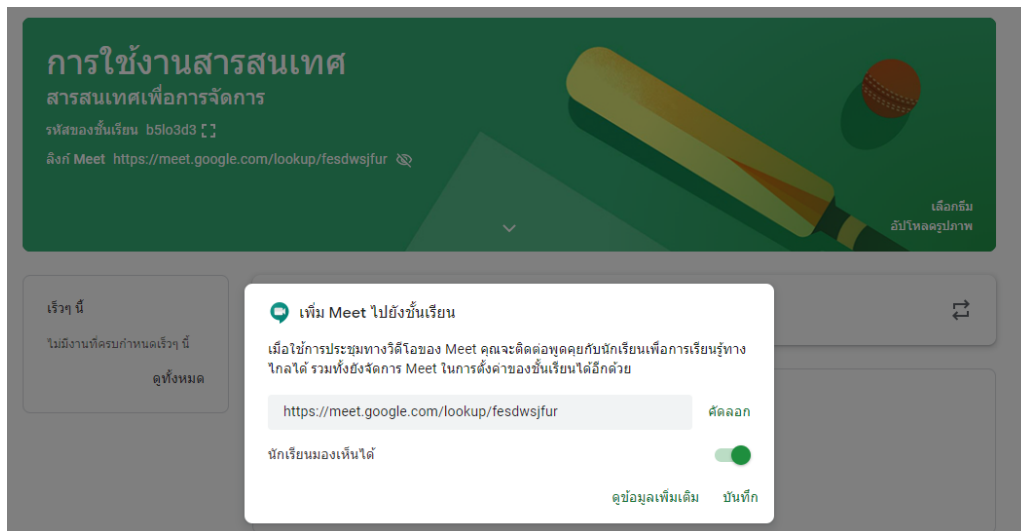 การใช้งานสารสนเทศ
สารสนเทศเพื่อการจัดการ
รหัสของชั้นเรียน b5lo3d3
ลิงก์ Meet https://meet.google.com/lookup/fesdwsjfur
เลือกธีม
อัปโหลดรูปภาพ
เร็วๆ นี้
ไม่มีงานที่ครบกำหนดเร็วๆ นี้
ดูทั้งหมด
เพิ่ม Meet ไปยังชั้นเรียน
เมื่อใช้การประชุมทางวิดีโอของ Meet คุณจะติดต่อพูดคุยกับนักเรียนเพื่อการเรียนรู้ทาง
ไกลได้ รวมทั้งยังจัดการ Meet ในการตั้งค่าของชั้นเรียนได้อีกด้วย
https://meet.google.com/lookup/fesdwsjfur คัดลอก
นักเรียนมองเห็นได้
ดูข้อมูลเพิ่มเติม บันทึก